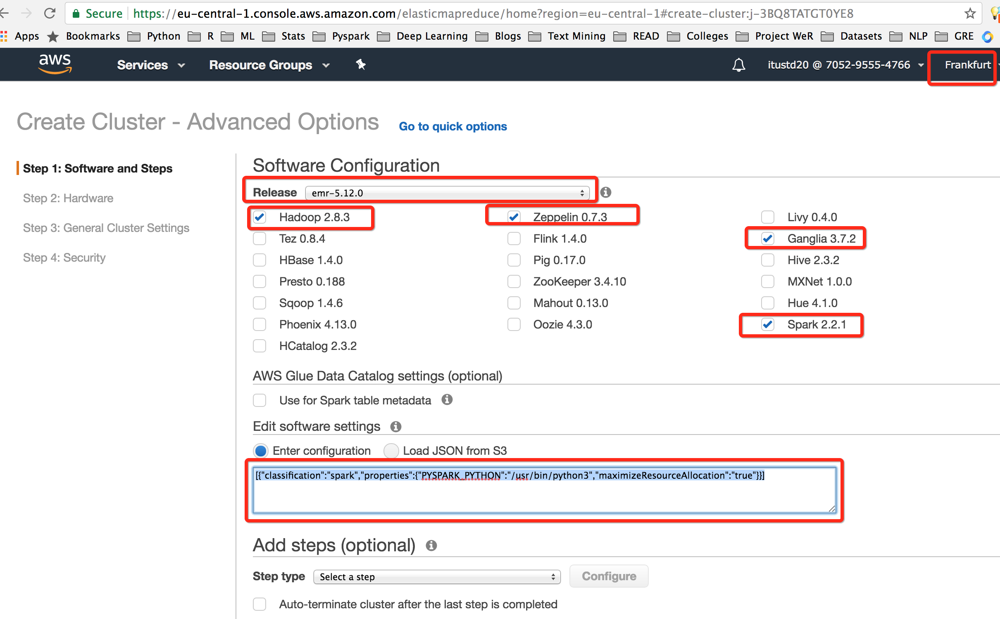 Secure https://eu-central-1.console.aws.amazon.com/elasticmapreduce/home?region=eu-central-1#create-cluster:j-3BQ8TATGT0YE8
Apps Bookmarks Python R ML Stats Pyspark Deep Learning Blogs Text Mining READ Colleges Project WeR Datasets NLP GRE
aws Services Resource Groups itustd20 @ 7052-9555-4766 Frankfurt
Create Cluster - Advanced Options Go to quick options
Step 1: Software and Steps
Step 2: Hardware
Step 3: General Cluster Settings
Step 4: Security
Software Configuration
Release emr-5.12.0
Hadoop 2.8.3 Zeppelin 0.7.3 Livy 0.4.0
Tez 0.8.4 Flink 1.4.0 Ganglia 3.7.2
HBase 1.4.0 Pig 0.17.0 Hive 2.3.2
Presto 0.188 ZooKeeper 3.4.10 MXNet 1.0.0
Sqoop 1.4.6 Mahout 0.13.0 Hue 4.1.0
Phoenix 4.13.0 Oozie 4.3.0 Spark 2.2.1
HCatalog 2.3.2
AWS Glue Data Catalog settings (optional)
Use for Spark table metadata
Edit software settings
Enter configuration Load JSON from S3
[{"classification":"spark","properties":{"PYSPARK_PYTHON":"/usr/bin/python3","maximizeResourceAllocation":"true"}}]
Add steps (optional)
Step type Select a step Configure
Auto-terminate cluster after the last step is completed